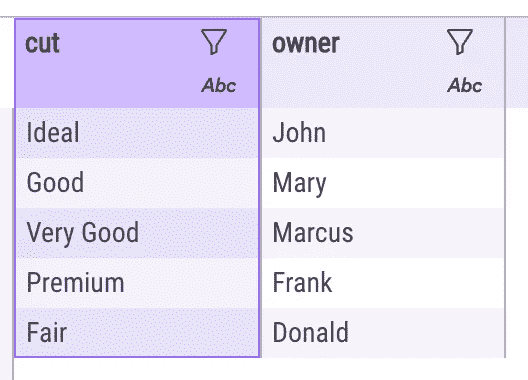 cut owner
Abc Abc
Ideal John
Good Mary
Very Good Marcus
Premium Frank
Fair Donald